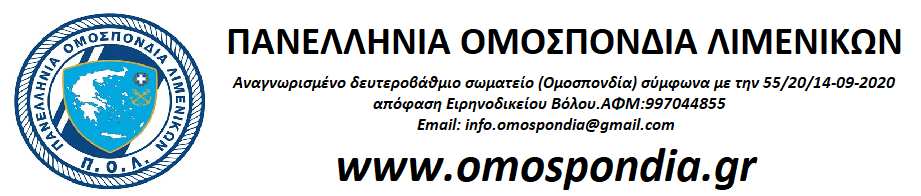 ΠΑΝΕΛΛΗΝΙΑ ΟΜΟΣΠΟΝΔΙΑ ΛΙΜΕΝΙΚΩΝ
Π.Ο.Λ.
ΠΑΝΕΛΛΗΝΙΑ ΟΜΟΣΠΟΝΔΙΑ ΛΙΜΕΝΙΚΩΝ
Αναγνωρισμένο δευτεροβάθμιο σωματείο (Ομοσπονδία) σύμφωνα με την 55/20/14-09-2020
απόφαση Ειρηνοδικείου Βόλου.ΑΦΜ:997044855
Email: info.omospondia@gmail.com
www.omospondia.gr